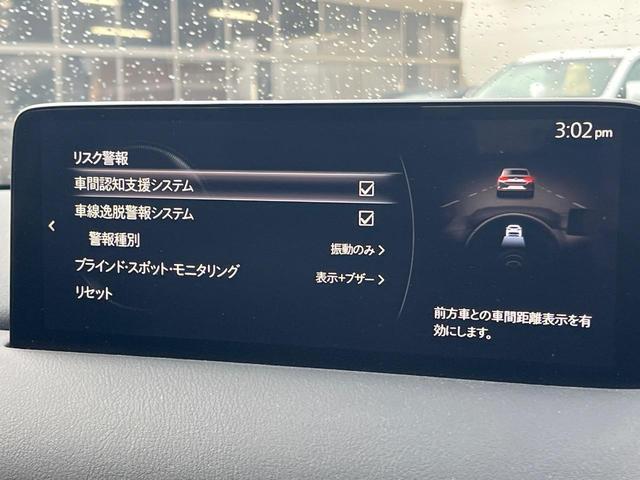 3:02pm
リスク警報
車間認知支援システム
車線逸脱警報システム
警報種別 振動のみ
ブラインド･スポット･モニタリング 表示+ブザー
リセット
前方車との車間距離表示を有
効にします。